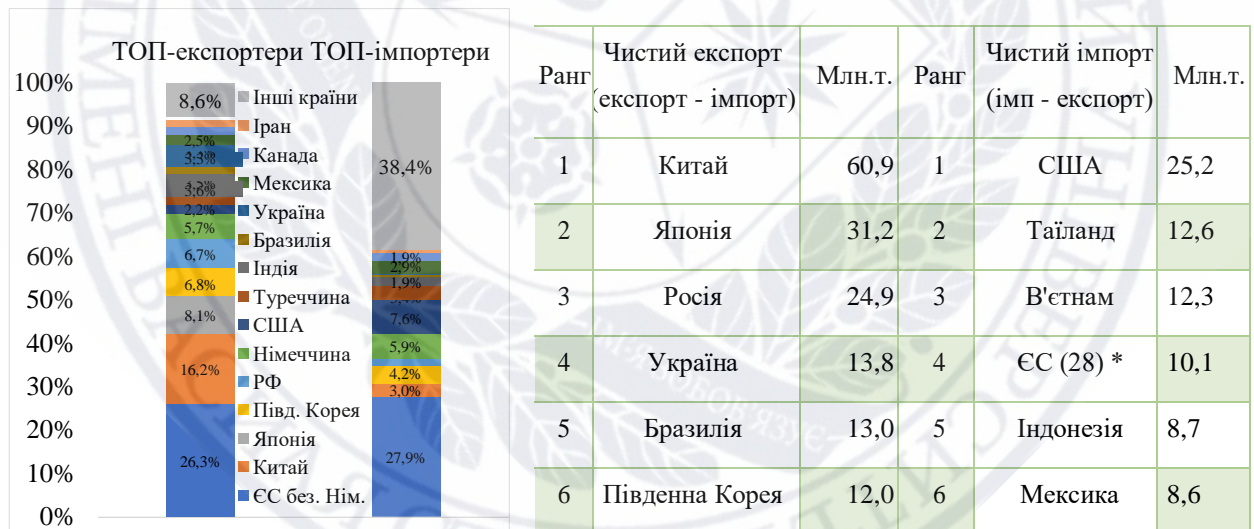 ТОП-експортери ТОП-імпортери
100%
90%
80%
70%
60%
50%
40%
30%
20%
10%
0%
8,6%
2,5%
3,3%
3,6%
2,2%
5,7%
6,7%
6,8%
8,1%
16,2%
26,3%
Інші країни
Іран
Канада
Мексика
Україна
Бразилія
Індія
Туреччина
США
Німеччина
РФ
Півд. Корея
Японія
Китай
ЄС без. Нім.
38,4%
1,9%
2,9%
1,9%
7,6%
5,9%
4,2%
3,0%
27,9%
Ранг Чистий експорт (експорт - імпорт) Млн.т. Ранг Чистий імпорт (імп - експорт) Млн.т.
1 Китай 60,9 1 США 25,2
2 Японія 31,2 2 Таїланд 12,6
3 Росія 24,9 3 В'єтнам 12,3
4 Україна 13,8 4 ЄС (28) * 10,1
5 Бразилія 13,0 5 Індонезія 8,7
6 Південна Корея 12,0 6 Мексика 8,6